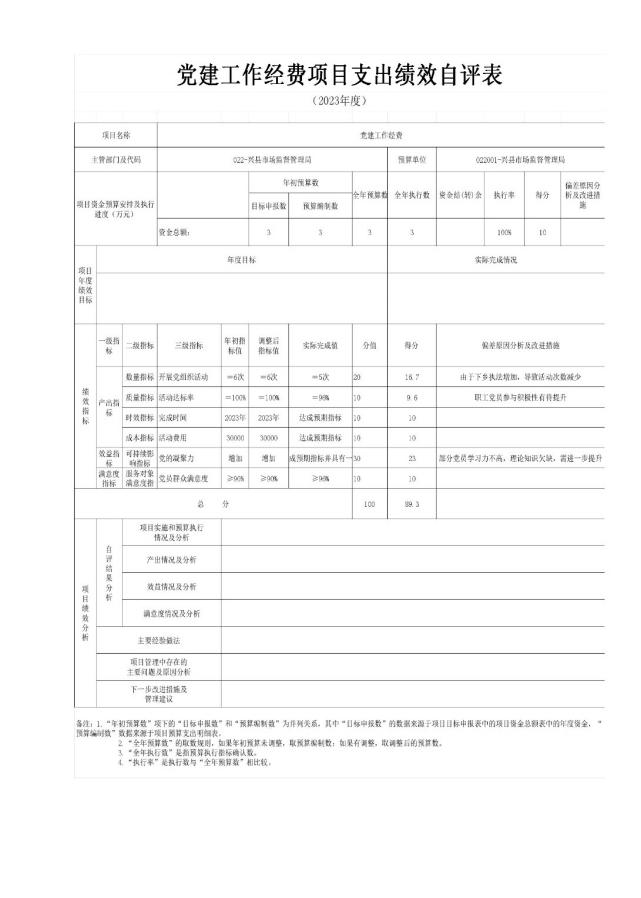 党建工作经费项目支出绩效自评表
（2023年度）
项目名称 党建工作经费
主管部门及代码 022-兴县市场监督管理局 预算单位 022001-兴县市场监督管理局
项目资金预算安排及执行进度（万元） 年初预算数 全年预算数 全年执行数 资金结(转)余 执行率 得分 偏差原因分析及改进措施
目标申报数 预算编制数
资金总额： 3 3 3 3 100% 10
项目年度绩效目标 年度目标 实际完成情况
绩效指标 一级指标 二级指标 三级指标 年初指标值 调整后指标值 实际完成值 分值 得分 偏差原因分析及改进措施
产出指标 数量指标 开展党组织活动 ＝6次 ＝6次 ＝5次 20 16.7 由于下乡执法增加，导致活动次数减少
质量指标 活动达标率 ＝100% ＝100% ＝96% 10 9.6 职工党员参与积极性有待提升
时效指标 完成时间 2023年 2023年 达成预期指标 10 10
成本指标 活动费用 30000 30000 达成预期指标 10 10
效益指标 可持续影响指标 党的凝聚力 增加 增加 成预期指标并具有一 30 23 部分党员学习力不高，理论知识欠缺，需进一步提升
满意度指标 服务对象满意度指 党员群众满意度 ≥90% ≥90% ≥96% 10 10
总 分 100 89.3
项目绩效分析 自评结果分析 项目实施和预算执行情况及分析
产出情况及分析
效益情况及分析
满意度情况及分析
主要经验做法
项目管理中存在的主要问题及原因分析
下一步改进措施及管理建议
备注：1.“年初预算数”项下的“目标申报数”和“预算编制数”为并列关系，其中“目标申报数”的数据来源于项目目标申报表中的项目资金总额表中的年度资金、“
预算编制数”数据来源于项目预算支出明细表。
2.“全年预算数”的取数规则，如果年初预算未调整，取预算编制数；如果有调整，取调整后的预算数。
3.“全年执行数”是指预算执行指标确认数。
4.“执行率”是执行数与“全年预算数”相比较。